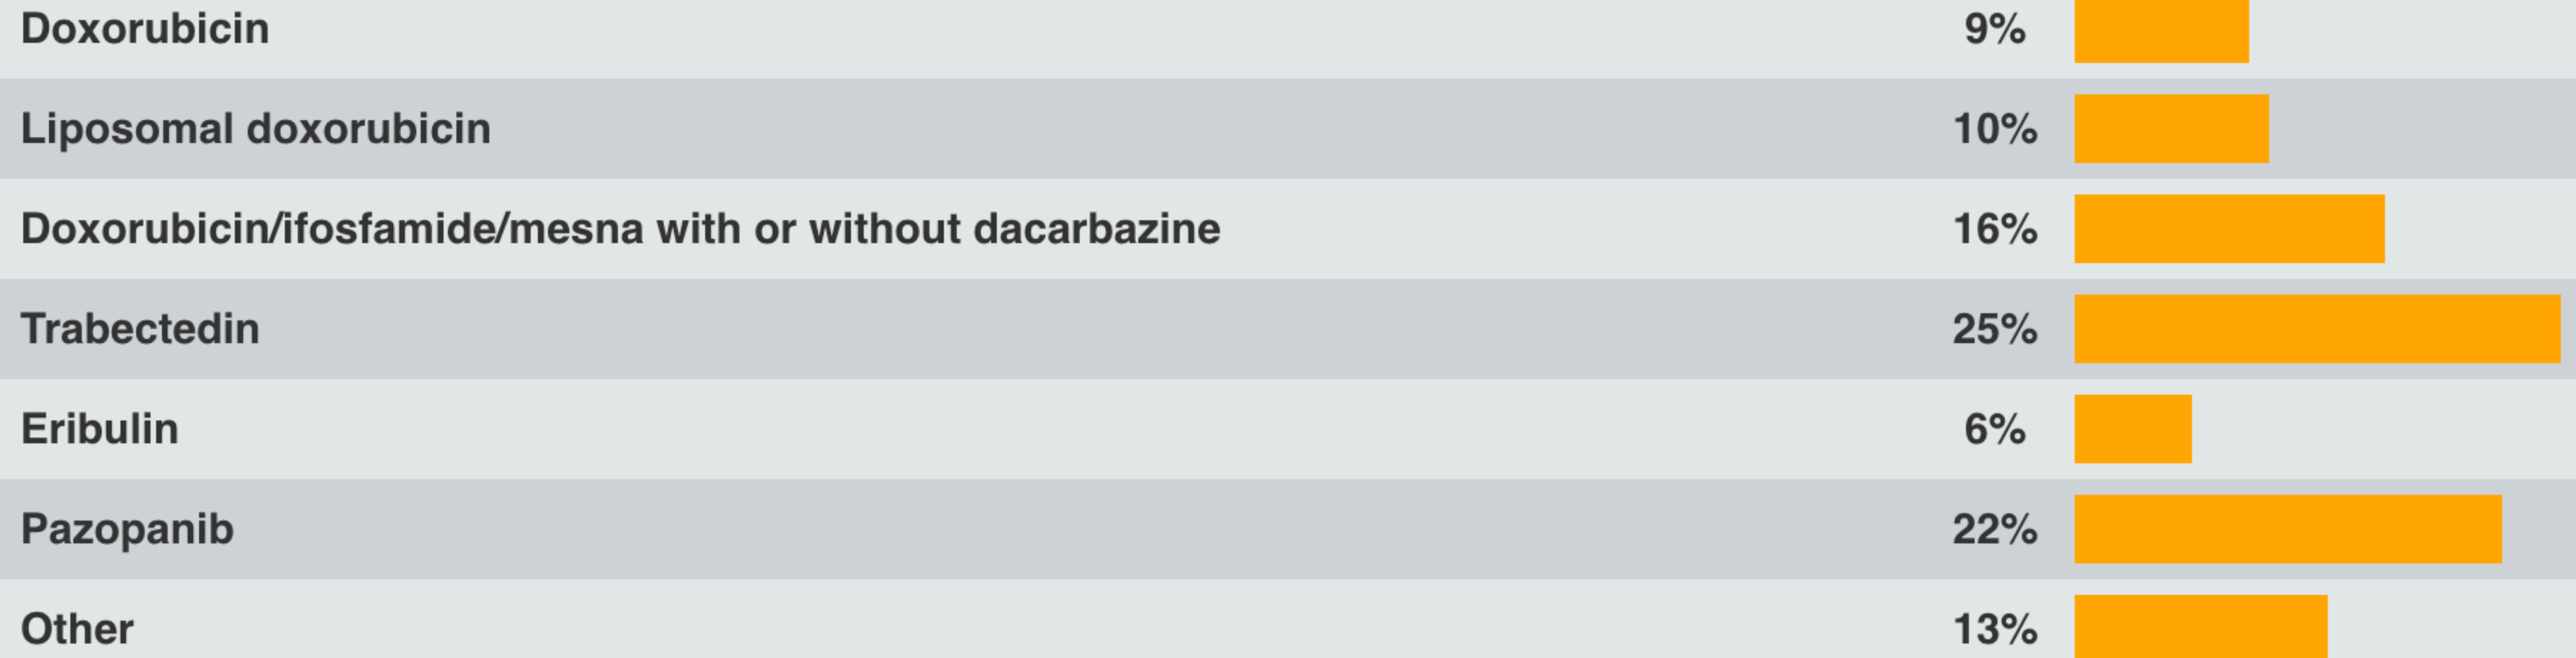 Doxorubicin 9%
Liposomal doxorubicin 10%
Doxorubicin/ifosfamide/mesna with or without dacarbazine 16%
Trabectedin 25%
Eribulin 6%
Pazopanib 22%
Other 13%